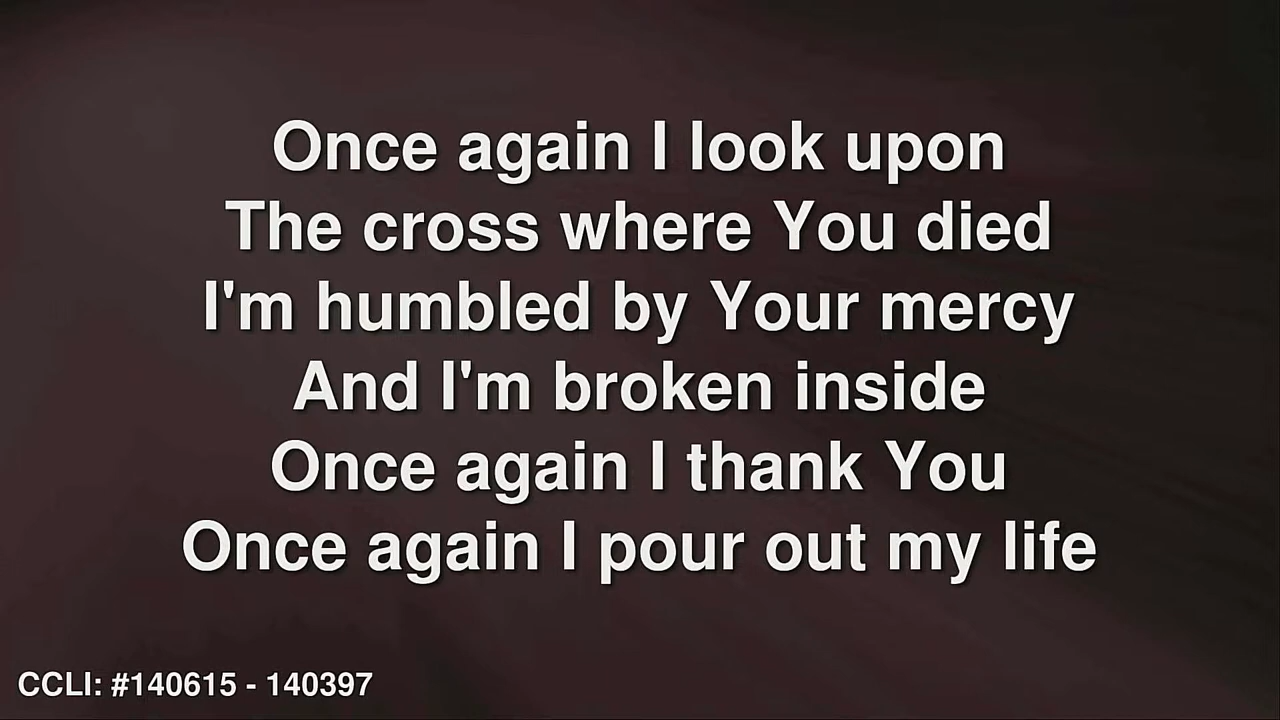 Once again I look upon
The cross where You died
I'm humbled by Your mercy
And I'm broken inside
Once again I thank You
Once again I pour out my life
CCLI: #140615 - 140397